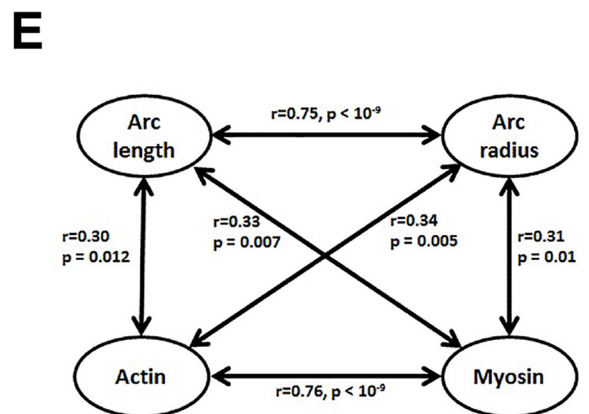 E
Arc
length
r=0.75, p < 10⁻⁹
Arc
radius
r=0.30
p = 0.012
r=0.33
p = 0.007
r=0.34
p = 0.005
r=0.31
p = 0.01
Actin
r=0.76, p < 10⁻⁹
Myosin